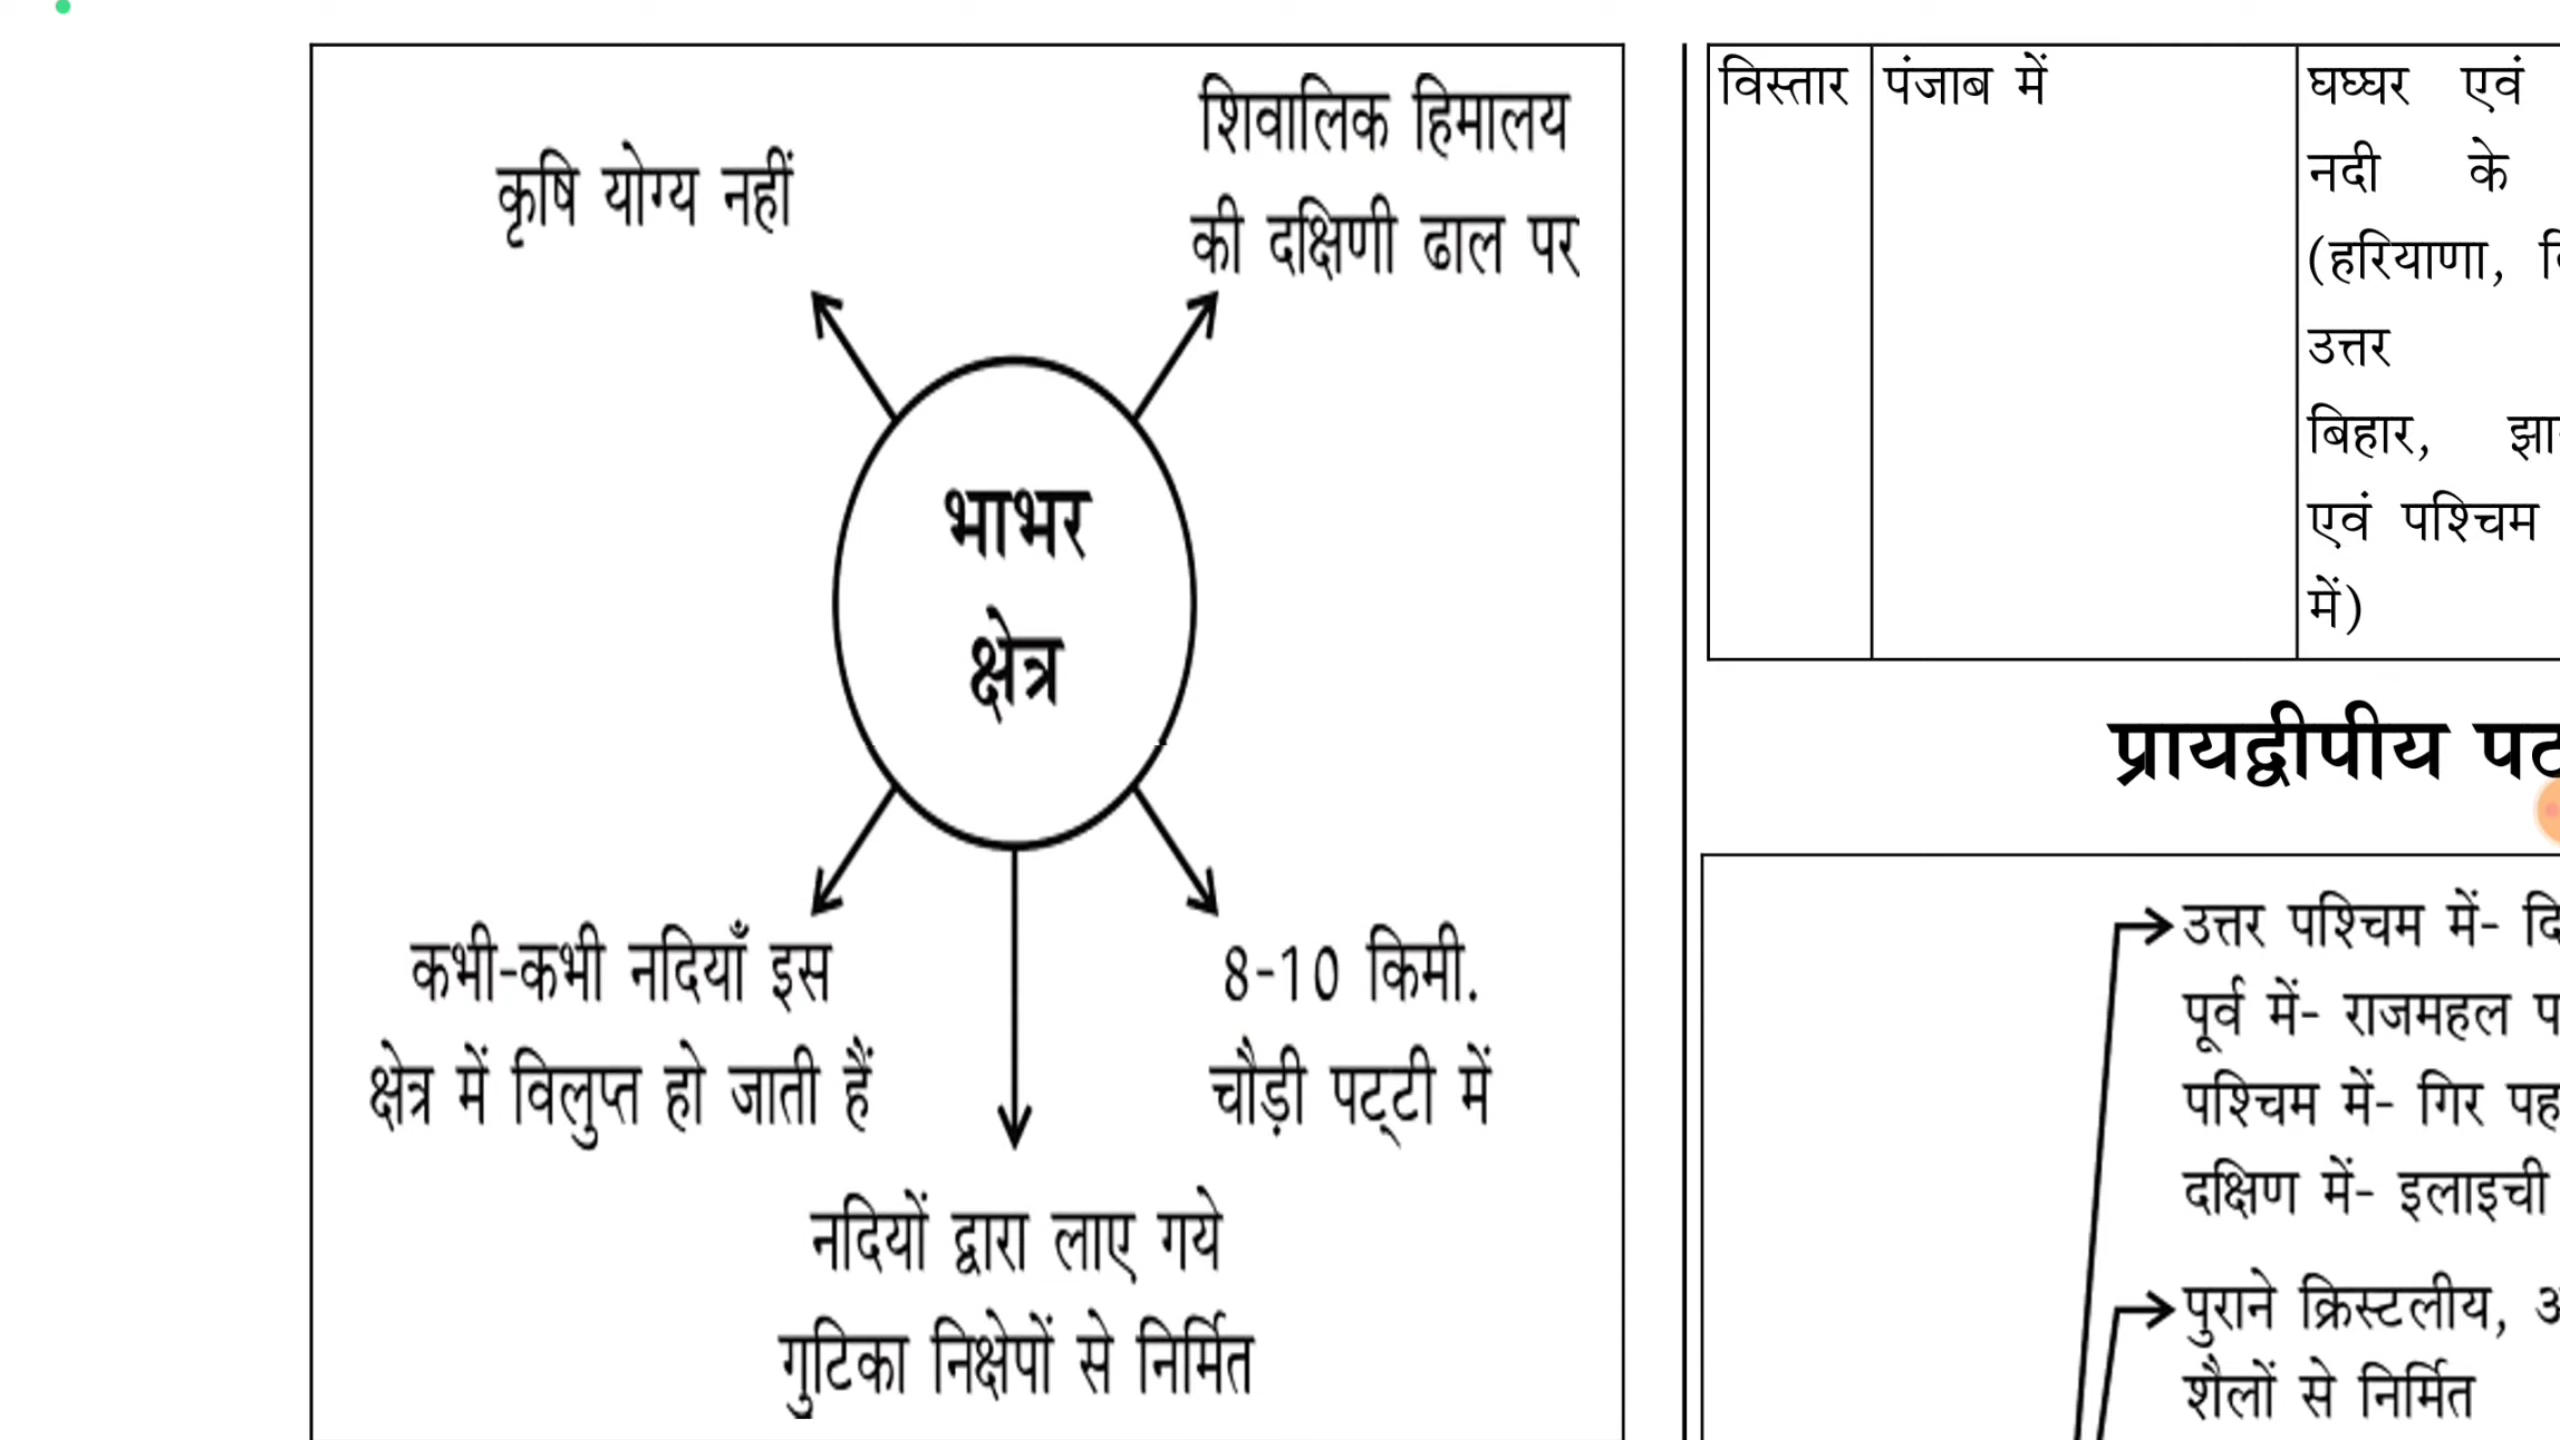 कृषि योग्य नहीं
शिवालिक हिमालय
की दक्षिणी ढाल पर
भाभर
क्षेत्र
कभी-कभी नदियाँ इस
क्षेत्र में विलुप्त हो जाती हैं
8-10 किमी.
चौड़ी पट्टी में
नदियों द्वारा लाए गये
गुटिका निक्षेपों से निर्मित
विस्तार
पंजाब में
घघ्घर एवं
नदी के
(हरियाणा,
उत्तर
बिहार,
एवं पश्चिम
में)
प्रायद्वीपीय
उत्तर पश्चिम में-
पूर्व में- राजमहल
पश्चिम में- गिर
दक्षिण में- इलाइची
पुराने क्रिस्टलीय,
शैलों से निर्मित